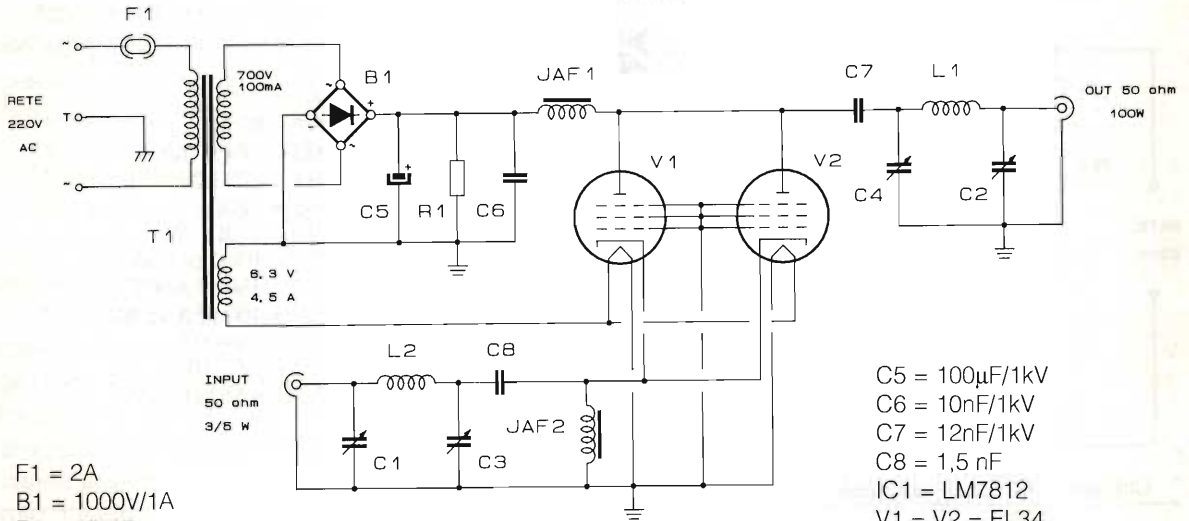 F1
700V
100mA
B1
JAF1
C7
L1
OUT 50 ohm
100W
RETE
220V
AC
T
~
~
~
~
+
-
+
T1
C5
R1
C6
V1
V2
C4
C2
6,3 V
4,5 A
INPUT
50 ohm
3/5 W
L2
C8
C1
C3
JAF2
F1 = 2A
B1 = 1000V/1A
C5 = 100µF/1kV
C6 = 10nF/1kV
C7 = 12nF/1kV
C8 = 1,5 nF
IC1 = LM7812
V1 = V2 = EL34